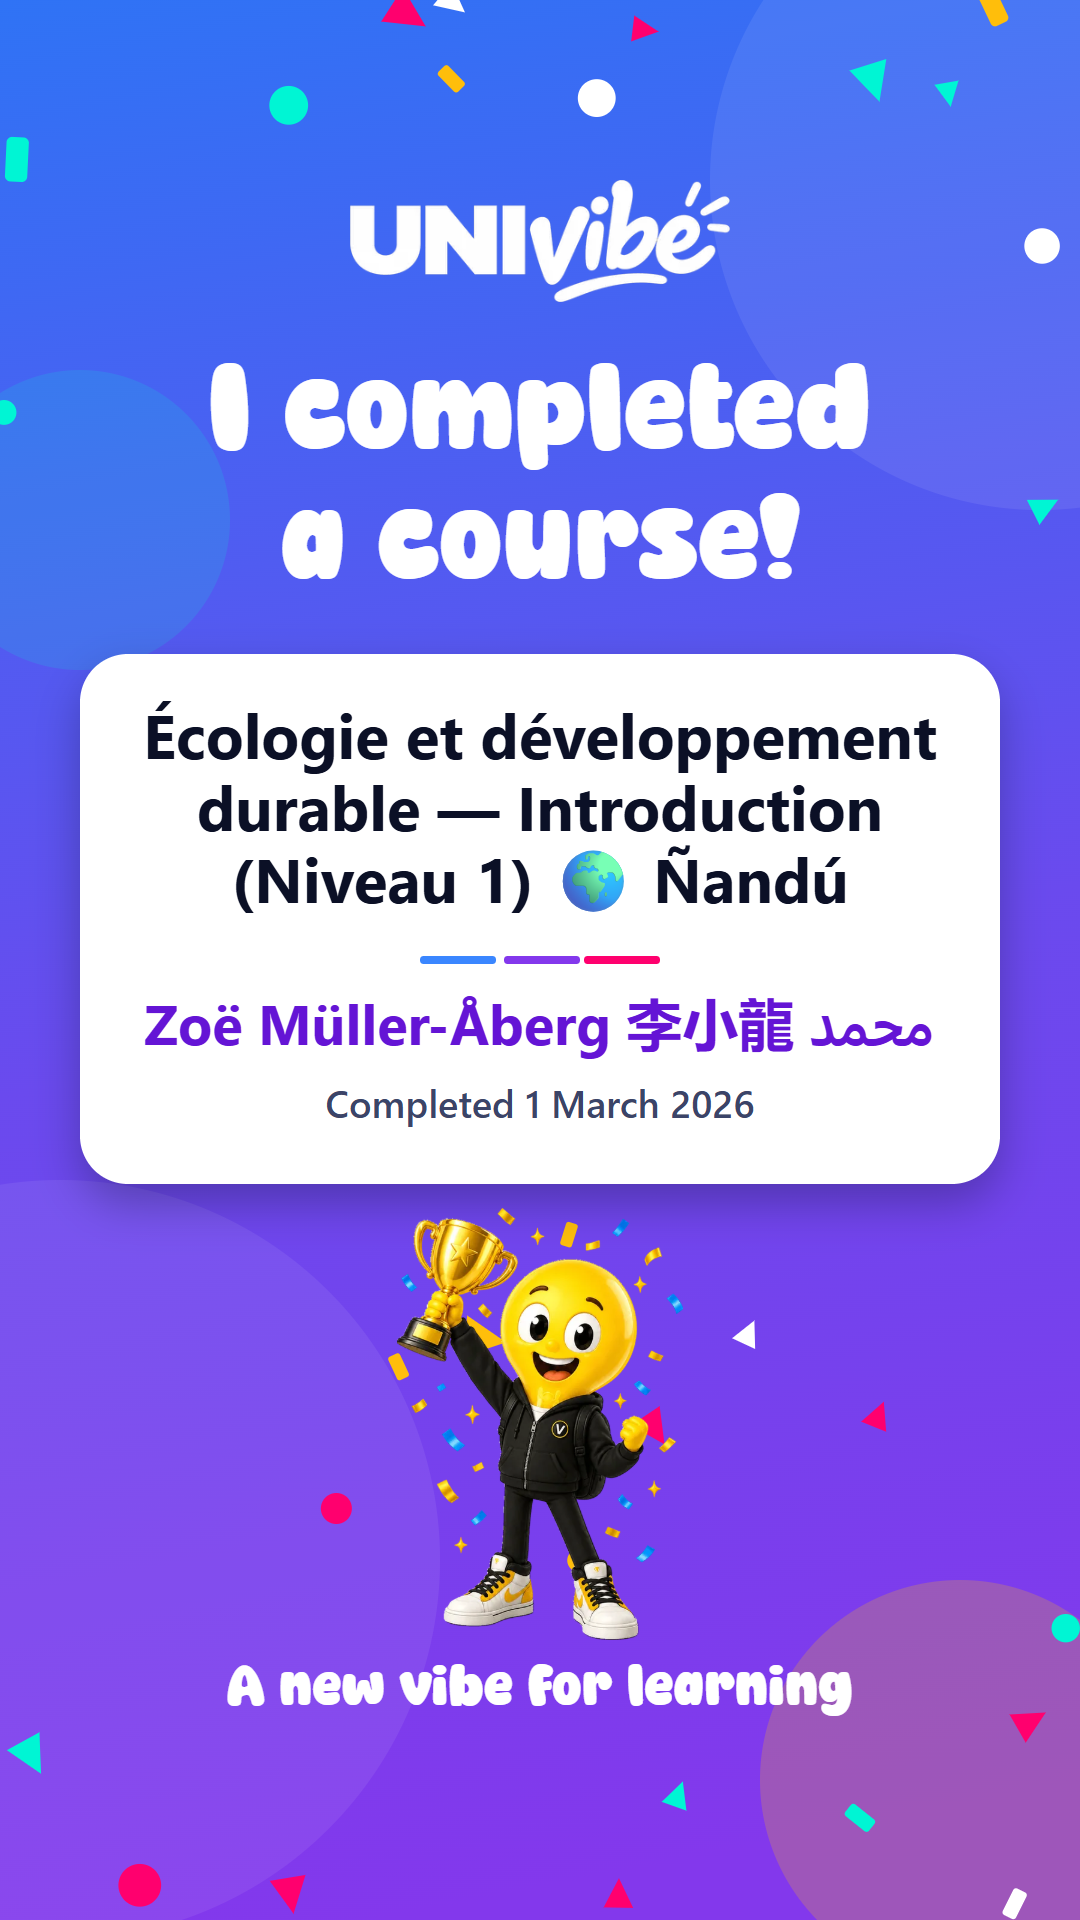 UNIvibe
I completed
a course!
Écologie et développement
durable — Introduction
(Niveau 1) 🌍 Ñandú
Zoë Müller-Åberg 李小龍 محمد
Completed 1 March 2026
V
A new vibe for learning